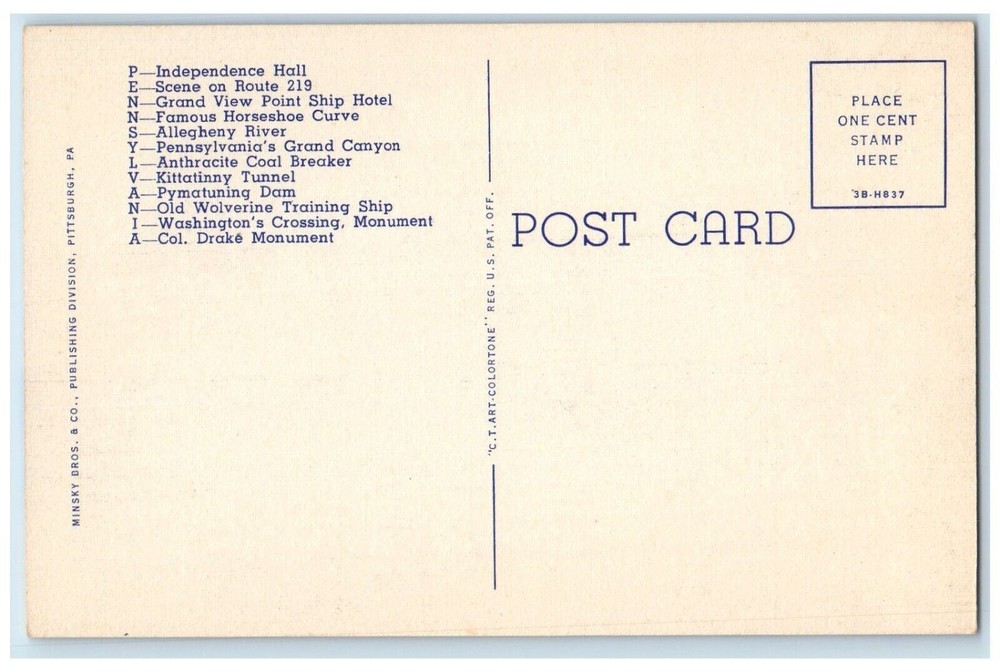 P—Independence Hall
E—Scene on Route 219
N—Grand View Point Ship Hotel
N—Famous Horseshoe Curve
S—Allegheny River
Y—Pennsylvania's Grand Canyon
L—Anthracite Coal Breaker
V—Kittatinny Tunnel
A—Pymatuning Dam
N—Old Wolverine Training Ship
I—Washington's Crossing, Monument
A—Col. Drake Monument
MINSKY BROS. & CO., PUBLISHING DIVISION, PITTSBURGH, PA
"C.T.ART-COLORTONE" REG. U.S. PAT. OFF.
POST CARD
PLACE
ONE CENT
STAMP
HERE
3B-H837